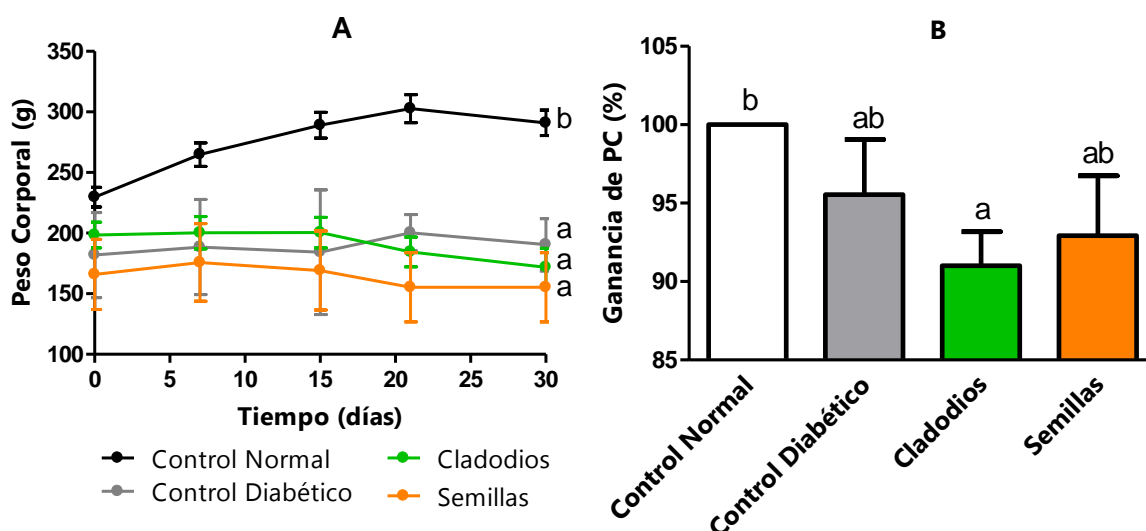 A
Peso Corporal (g)
350
300
250
200
150
100
b
a
a
a
0 5 10 15 20 25 30
Tiempo (días)
Control Normal
Control Diabético
Cladodios
Semillas
B
Ganancia de PC (%)
105
100
95
90
85
b
ab
a
ab
Control Normal
Control Diabético
Cladodios
Semillas